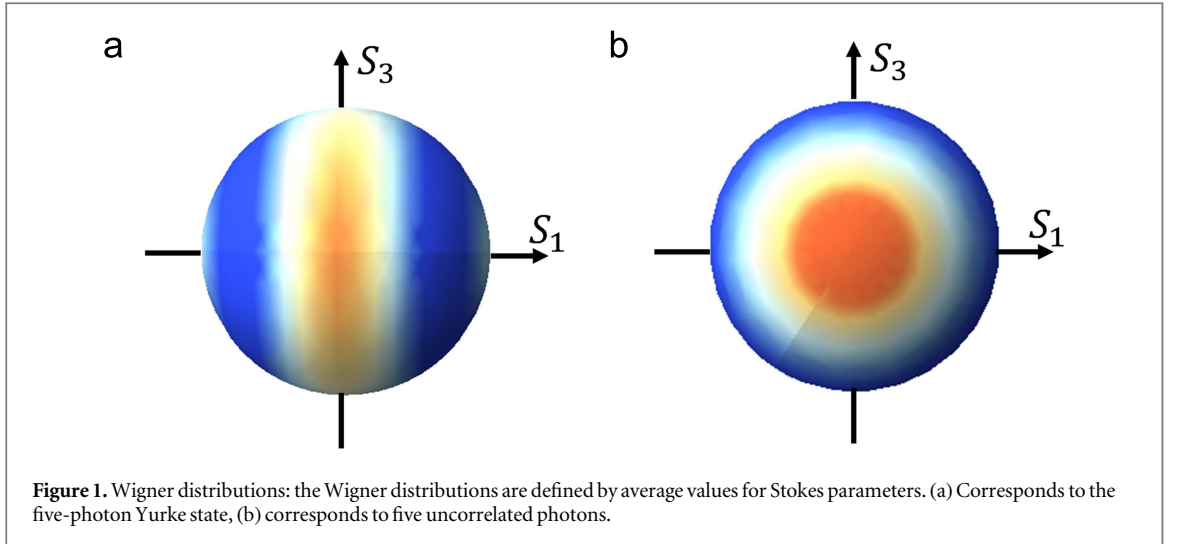 a
b
S3
S3
S1
S1
Figure 1. Wigner distributions: the Wigner distributions are defined by average values for Stokes parameters. (a) Corresponds to the
five-photon Yurke state, (b) corresponds to five uncorrelated photons.